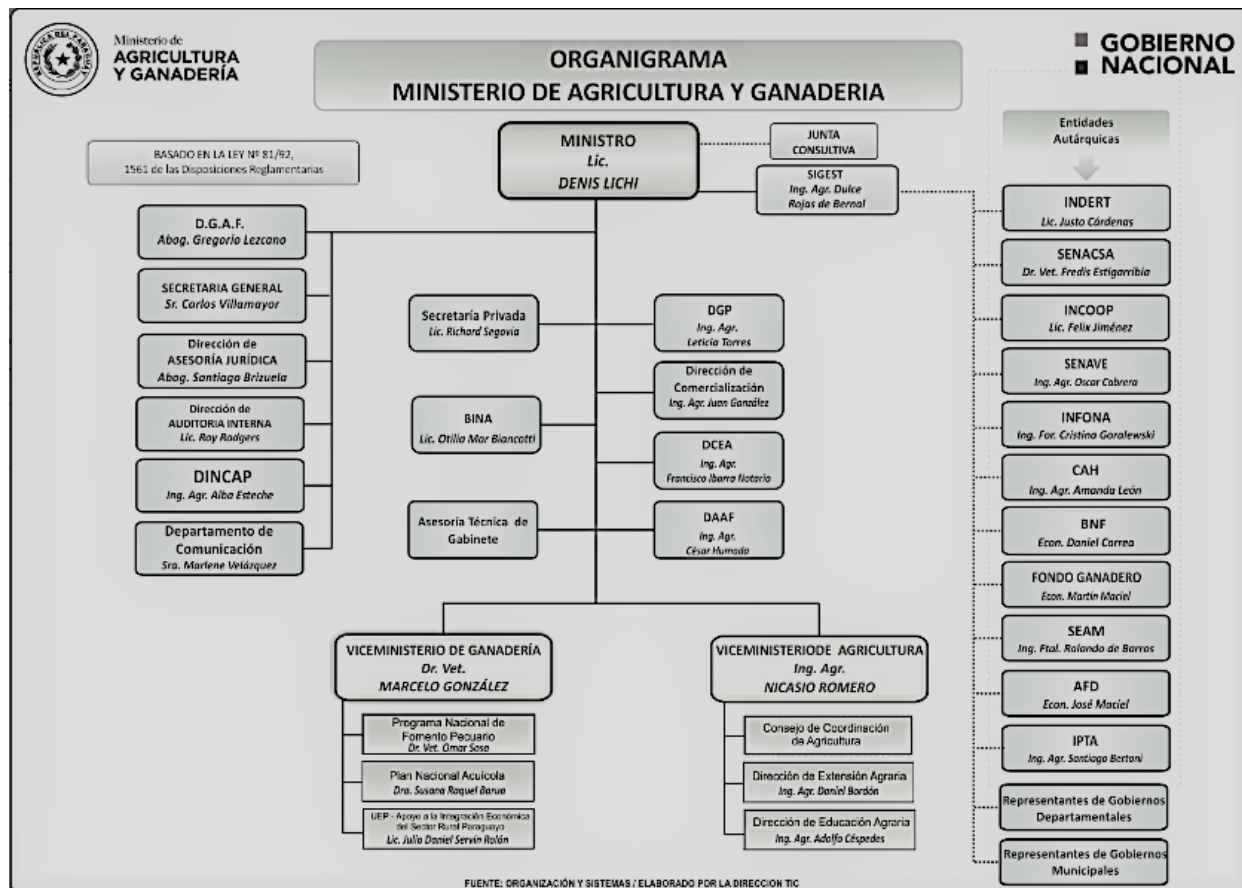 REPUBLICA DEL PARAGUAY
Ministerio de
AGRICULTURA
Y GANADERÍA
ORGANIGRAMA
MINISTERIO DE AGRICULTURA Y GANADERIA
GOBIERNO
NACIONAL
BASADO EN LA LEY Nº 81/92,
1561 de las Disposiciones Reglamentarias
MINISTRO
Lic.
DENIS LICHI
JUNTA
CONSULTIVA
SIGEST
Ing. Agr. Dulce
Rojas de Bernal
Entidades
Autárquicas
D.G.A.F.
Abog. Gregorio Lezcano
SECRETARIA GENERAL
Sr. Carlos Villamayor
Dirección de
ASESORÍA JURÍDICA
Abog. Santiago Brizuela
Dirección de
AUDITORIA INTERNA
Lic. Ray Rodgers
DINCAP
Ing. Agr. Alba Esteche
Departamento de
Comunicación
Sra. Marlene Velázquez
Secretaría Privada
Lic. Richard Segovia
BINA
Lic. Otilia Mar Biancotti
Asesoría Técnica de
Gabinete
DGP
Ing. Agr.
Leticia Torres
Dirección de
Comercialización
Ing. Agr. Juan González
DCEA
Ing. Agr.
Francisco Ibarra Notario
DAAF
Ing. Agr.
César Humada
INDERT
Lic. Justo Cárdenas
SENACSA
Dr. Vet. Fredis Estigarribia
INCOOP
Lic. Felix Jiménez
SENAVE
Ing. Agr. Oscar Cabrera
INFONA
Ing. For. Cristina Goralewski
CAH
Ing. Agr. Amanda León
BNF
Econ. Daniel Correa
FONDO GANADERO
Econ. Martín Maciel
SEAM
Ing. Ftal. Rolando de Barros
AFD
Econ. José Maciel
IPTA
Ing. Agr. Santiago Bertoni
Representantes de Gobiernos
Departamentales
Representantes de Gobiernos
Municipales
VICEMINISTERIO DE GANADERÍA
Dr. Vet.
MARCELO GONZÁLEZ
Programa Nacional de
Fomento Pecuario
Dr. Vet. Omar Sosa
Plan Nacional Acuícola
Dra. Susana Raquel Barua
UEP - Apoyo a la Integración Económica
del Sector Rural Paraguayo
Lic. Julio Daniel Servín Rolón
VICEMINISTERIODE AGRICULTURA
Ing. Agr.
NICASIO ROMERO
Consejo de Coordinación
de Agricultura
Dirección de Extensión Agraria
Ing. Agr. Daniel Bordón
Dirección de Educación Agraria
Ing. Agr. Adolfo Céspedes
FUENTE: ORGANIZACIÓN Y SISTEMAS / ELABORADO POR LA DIRECCION TIC